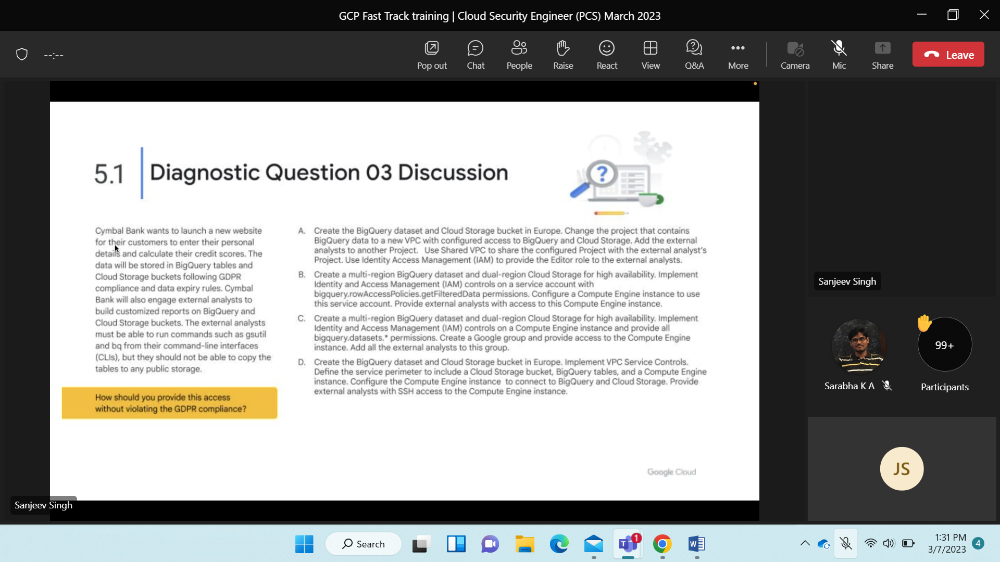 GCP Fast Track training | Cloud Security Engineer (PCS) March 2023
--:--
Pop out
Chat
People
Raise
React
View
Q&A
More
Camera
Mic
Share
Leave
5.1
Diagnostic Question 03 Discussion
?
Cymbal Bank wants to launch a new website
for their customers to enter their personal
details and calculate their credit scores. The
data will be stored in BigQuery tables and
Cloud Storage buckets following GDPR
compliance and data expiry rules. Cymbal
Bank will also engage external analysts to
build customized reports on BigQuery and
Cloud Storage buckets. The external analysts
must be able to run commands such as gsutil
and bq from their command-line interfaces
(CLIs), but they should not be able to copy the
tables to any public storage.
How should you provide this access
without violating the GDPR compliance?
A. Create the BigQuery dataset and Cloud Storage bucket in Europe. Change the project that contains
BigQuery data to a new VPC with configured access to BigQuery and Cloud Storage. Add the external
analysts to another Project. Use Shared VPC to share the configured Project with the external analyst's
Project. Use Identity Access Management (IAM) to provide the Editor role to the external analysts.
B. Create a multi-region BigQuery dataset and dual-region Cloud Storage for high availability. Implement
Identity and Access Management (IAM) controls on a service account with
bigquery.rowAccessPolicies.getFilteredData permissions. Configure a Compute Engine instance to use
this service account. Provide external analysts with access to this Compute Engine instance.
C. Create a multi-region BigQuery dataset and dual-region Cloud Storage for high availability. Implement
Identity and Access Management (IAM) controls on a Compute Engine instance and provide all
bigquery.datasets.* permissions. Create a Google group and provide access to the Compute Engine
instance. Add all the external analysts to this group.
D. Create the BigQuery dataset and Cloud Storage bucket in Europe. Implement VPC Service Controls.
Define the service perimeter to include a Cloud Storage bucket, BigQuery tables, and a Compute Engine
instance. Configure the Compute Engine instance to connect to BigQuery and Cloud Storage. Provide
external analysts with SSH access to the Compute Engine instance.
Google Cloud
Sanjeev Singh
Sanjeev Singh
99+
Sarabha K A
Participants
JS
Search
1
W
1:31 PM
3/7/2023
4